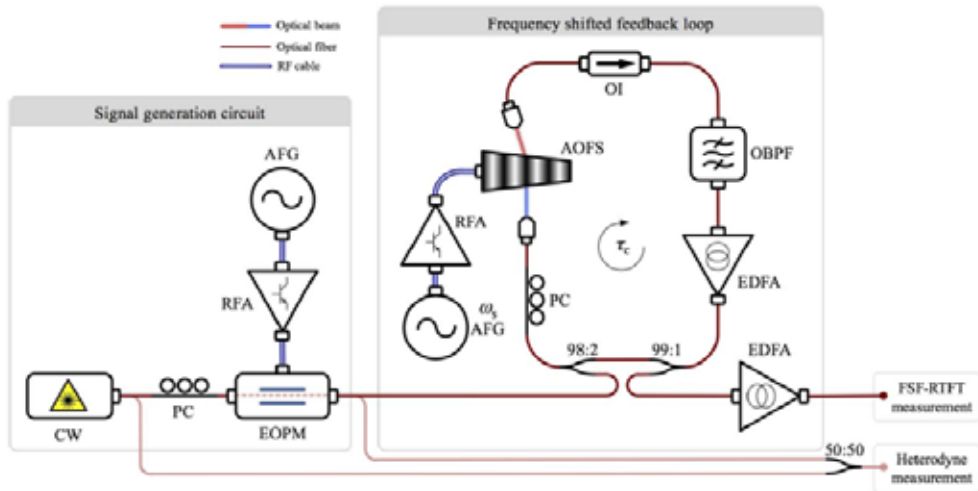 Optical beam
Optical fiber
RF cable
Frequency shifted feedback loop
Signal generation circuit
OI
AOFS
OBPF
AFG
RFA
τc
EDFA
RFA
PC
ωs
AFG
98:2
99:1
EDFA
CW
PC
EOPM
FSF-RTFT
measurement
50:50
Heterodyne
measurement